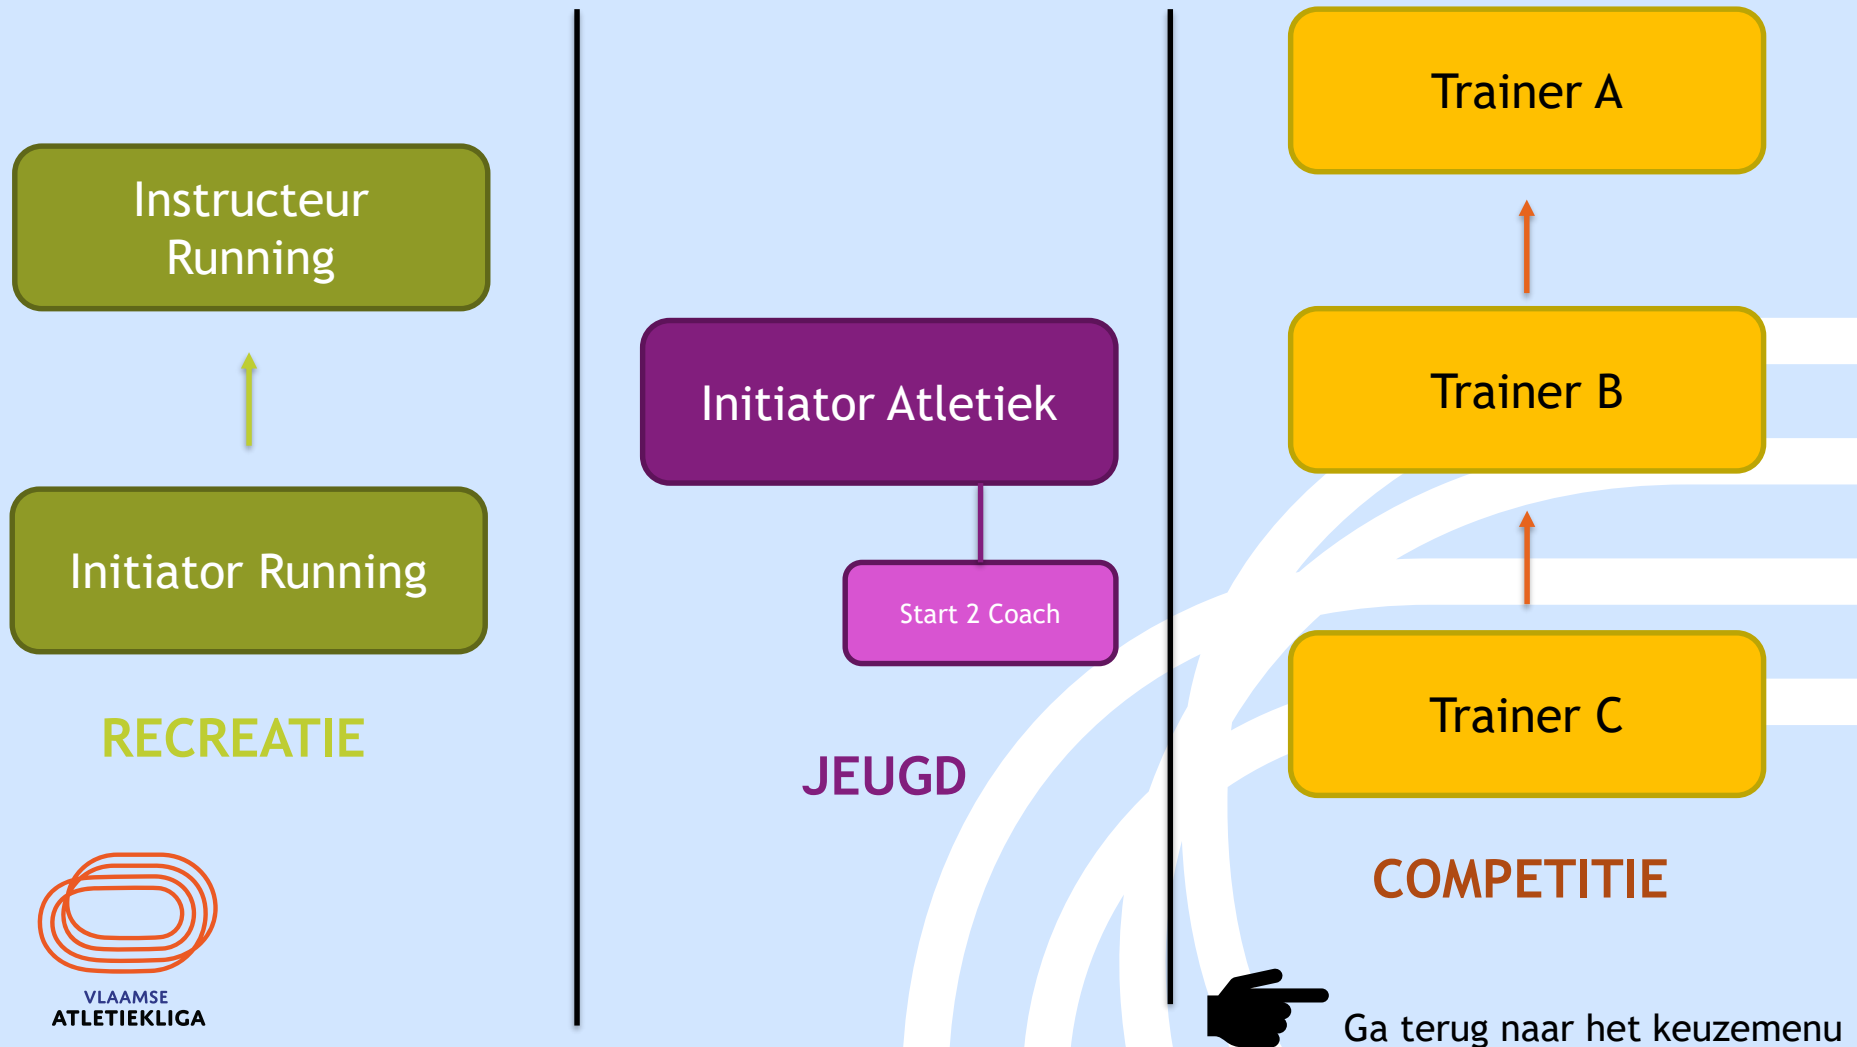 Instructeur
Running
Initiator Running
RECREATIE
VLAAMSE
ATLETIEKLIGA
Initiator Atletiek
Start 2 Coach
JEUGD
Trainer A
Trainer B
Trainer C
COMPETITIE
Ga terug naar het keuzemenu